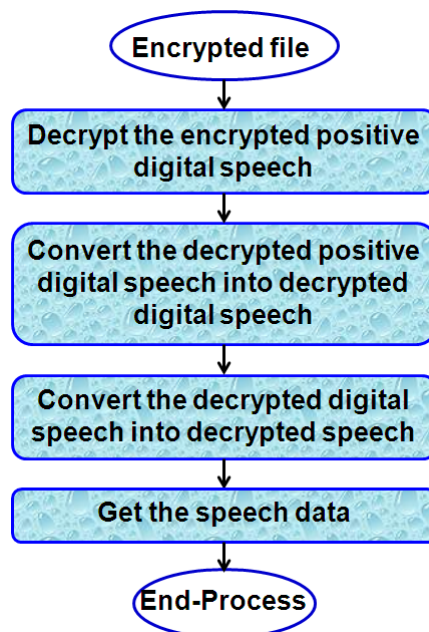 Encrypted file
Decrypt the encrypted positive
digital speech
Convert the decrypted positive
digital speech into decrypted
digital speech
Convert the decrypted digital
speech into decrypted speech
Get the speech data
End-Process